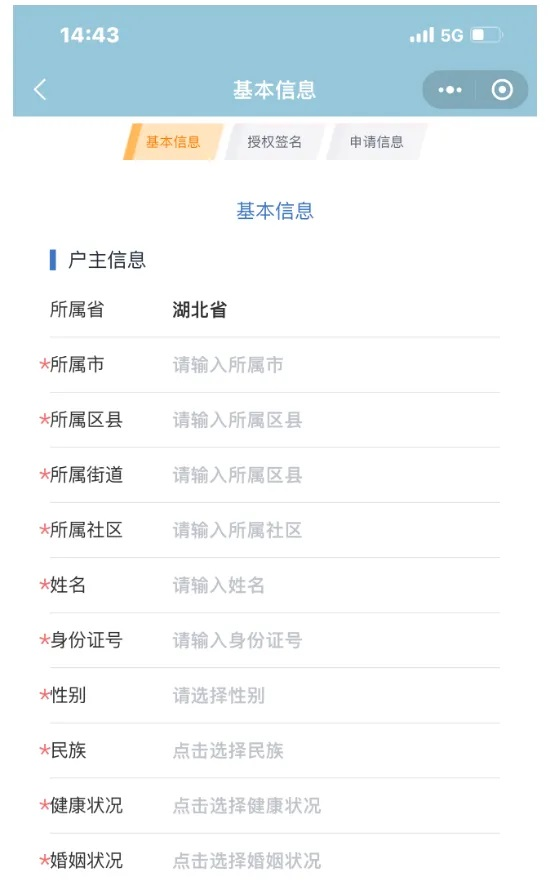 14:43 5G
基本信息
基本信息 授权签名 申请信息
基本信息
户主信息
所属省 湖北省
*所属市 请输入所属市
*所属区县 请输入所属区县
*所属街道 请输入所属区县
*所属社区 请输入所属社区
*姓名 请输入姓名
*身份证号 请输入身份证号
*性别 请选择性别
*民族 点击选择民族
*健康状况 点击选择健康状况
*婚姻状况 点击选择婚姻状况